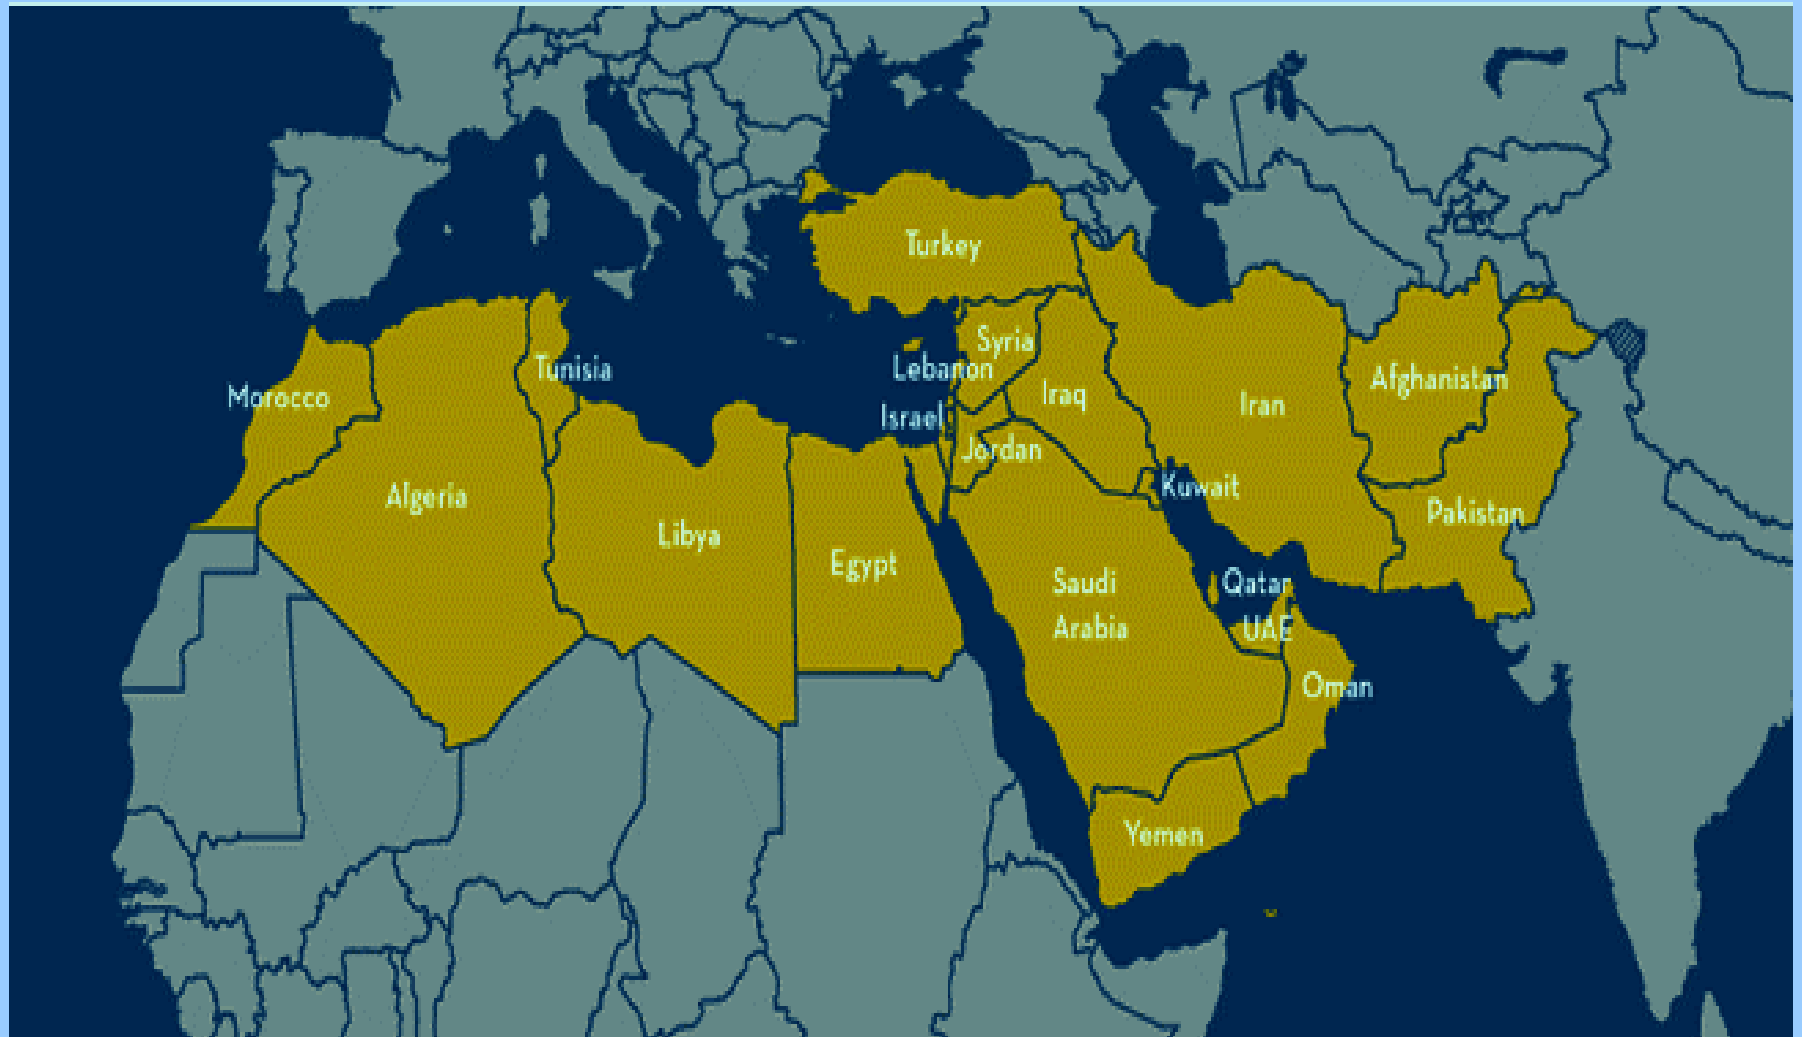 Turkey
Syria
Lebanon
Tunisia
Afghanistan
Morocco
Iraq
Iran
Israel
Jordan
Kuwait
Algeria
Pakistan
Libya
Egypt
Saudi
Arabia
Qatar
UAE
Oman
Yemen